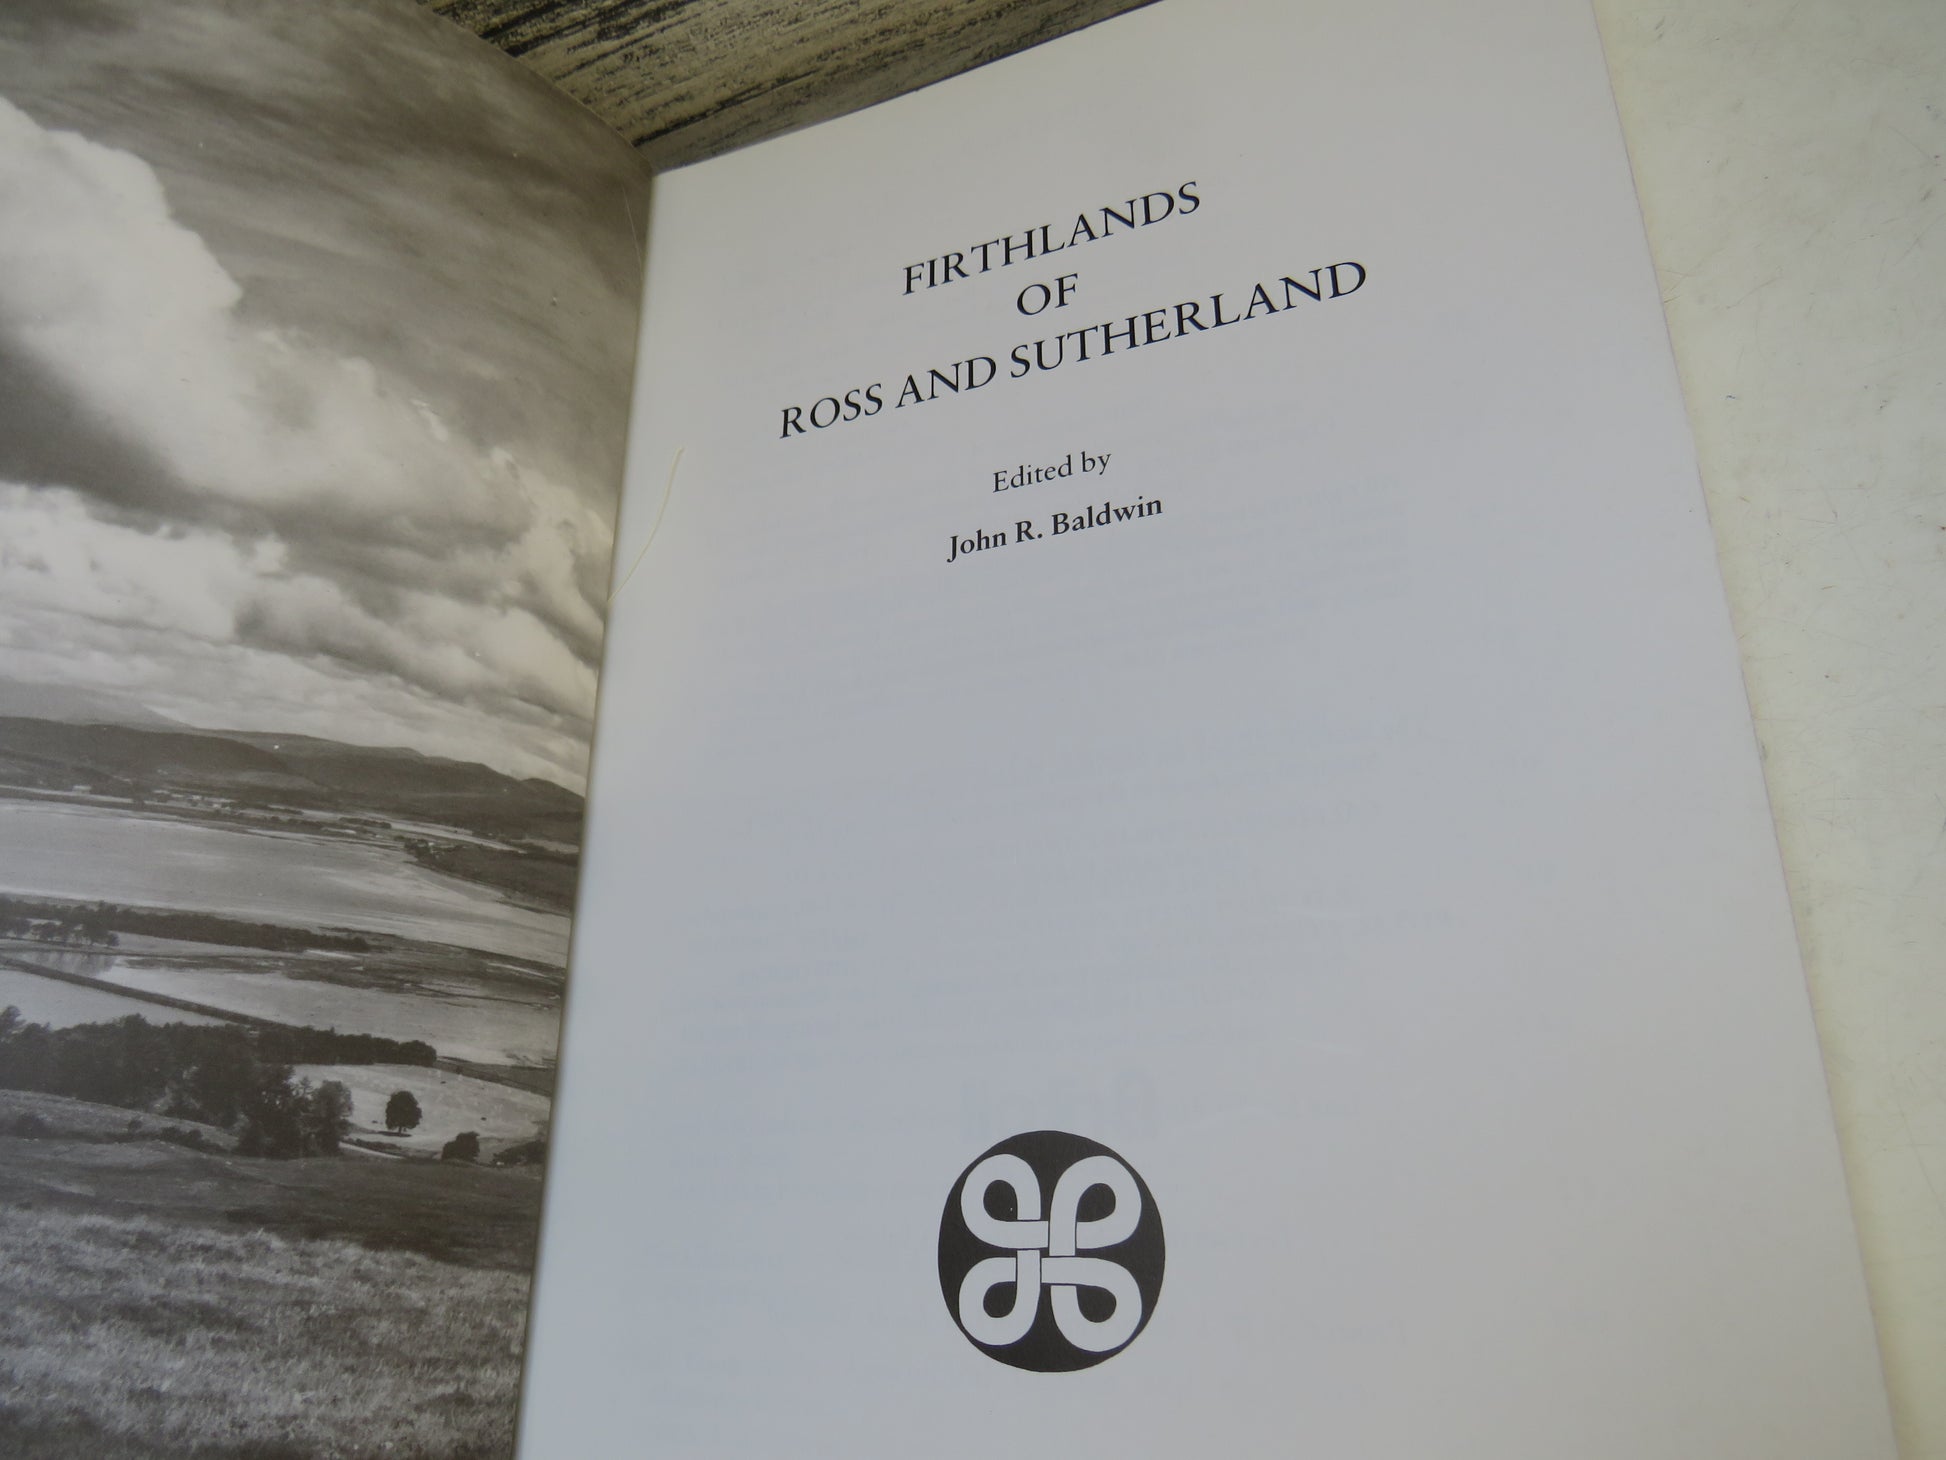 FIRTHLANDS
OF
ROSS AND SUTHERLAND
Edited by
John R. Baldwin